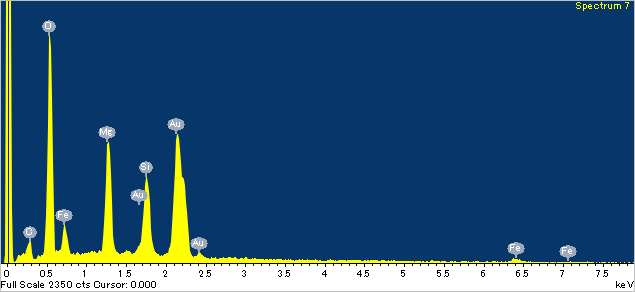 Spectrum 7
O
Au
Mg
Si
Au
Fe
O
Au
Fe
Fe
0 0.5 1 1.5 2 2.5 3 3.5 4 4.5 5 5.5 6 6.5 7 7.5
Full Scale 2350 cts Cursor: 0.000 keV